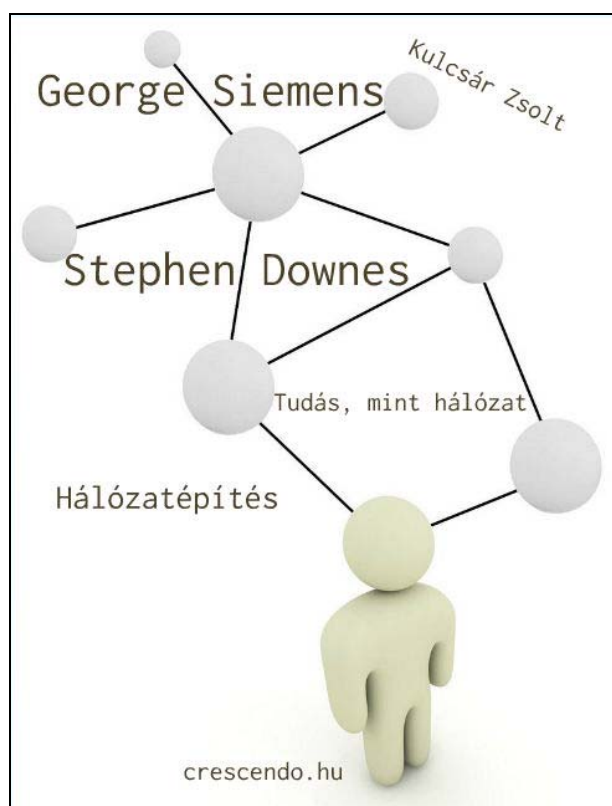 Kulcsár Zsolt
George Siemens
Stephen Downes
Tudás, mint hálózat
Hálózatépítés
crescendo.hu